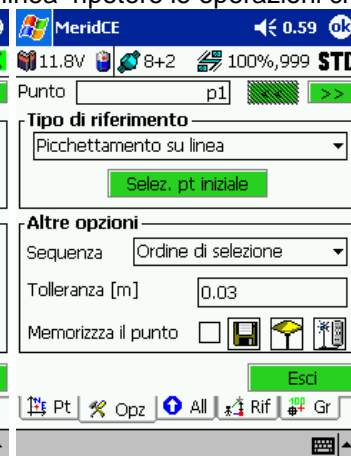 linea" ripetere le operazioni
MeridCE 0.59 ok
11.8V 8+2 100%,999 STD
Punto p1 << >>
Tipo di riferimento
Picchettamento su linea
Selez. pt iniziale
Altre opzioni
Sequenza Ordine di selezione
Tolleranza [m] 0.03
Memorizzza il punto
Esci
Pt Opz All Rif Gr